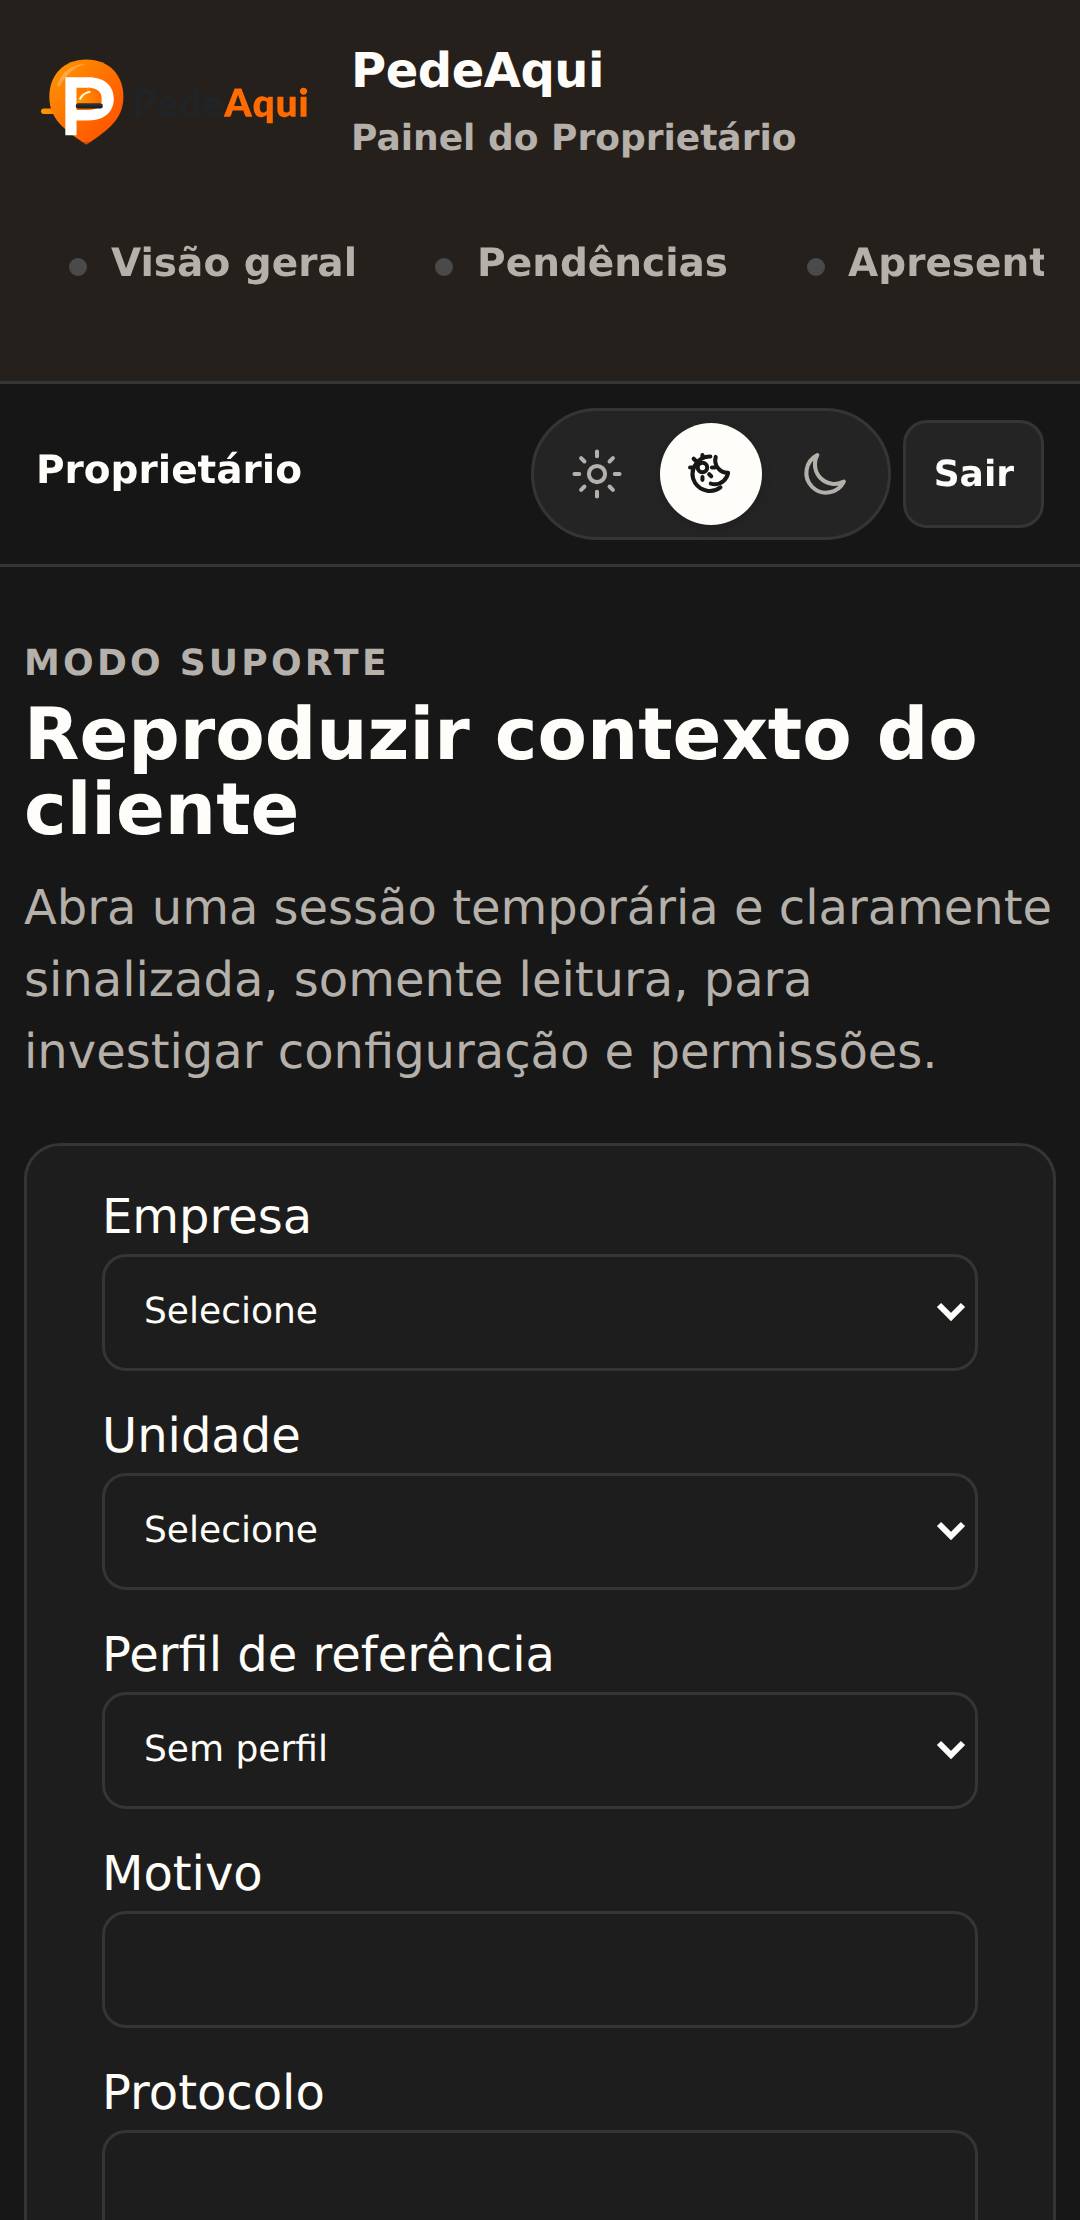 PedeAqui
PedeAqui
Painel do Proprietário
Visão geral
Pendências
Apresent
Proprietário
Sair
MODO SUPORTE
Reproduzir contexto do
cliente
Abra uma sessão temporária e claramente
sinalizada, somente leitura, para
investigar configuração e permissões.
Empresa
Selecione
Unidade
Selecione
Perfil de referência
Sem perfil
Motivo
Protocolo